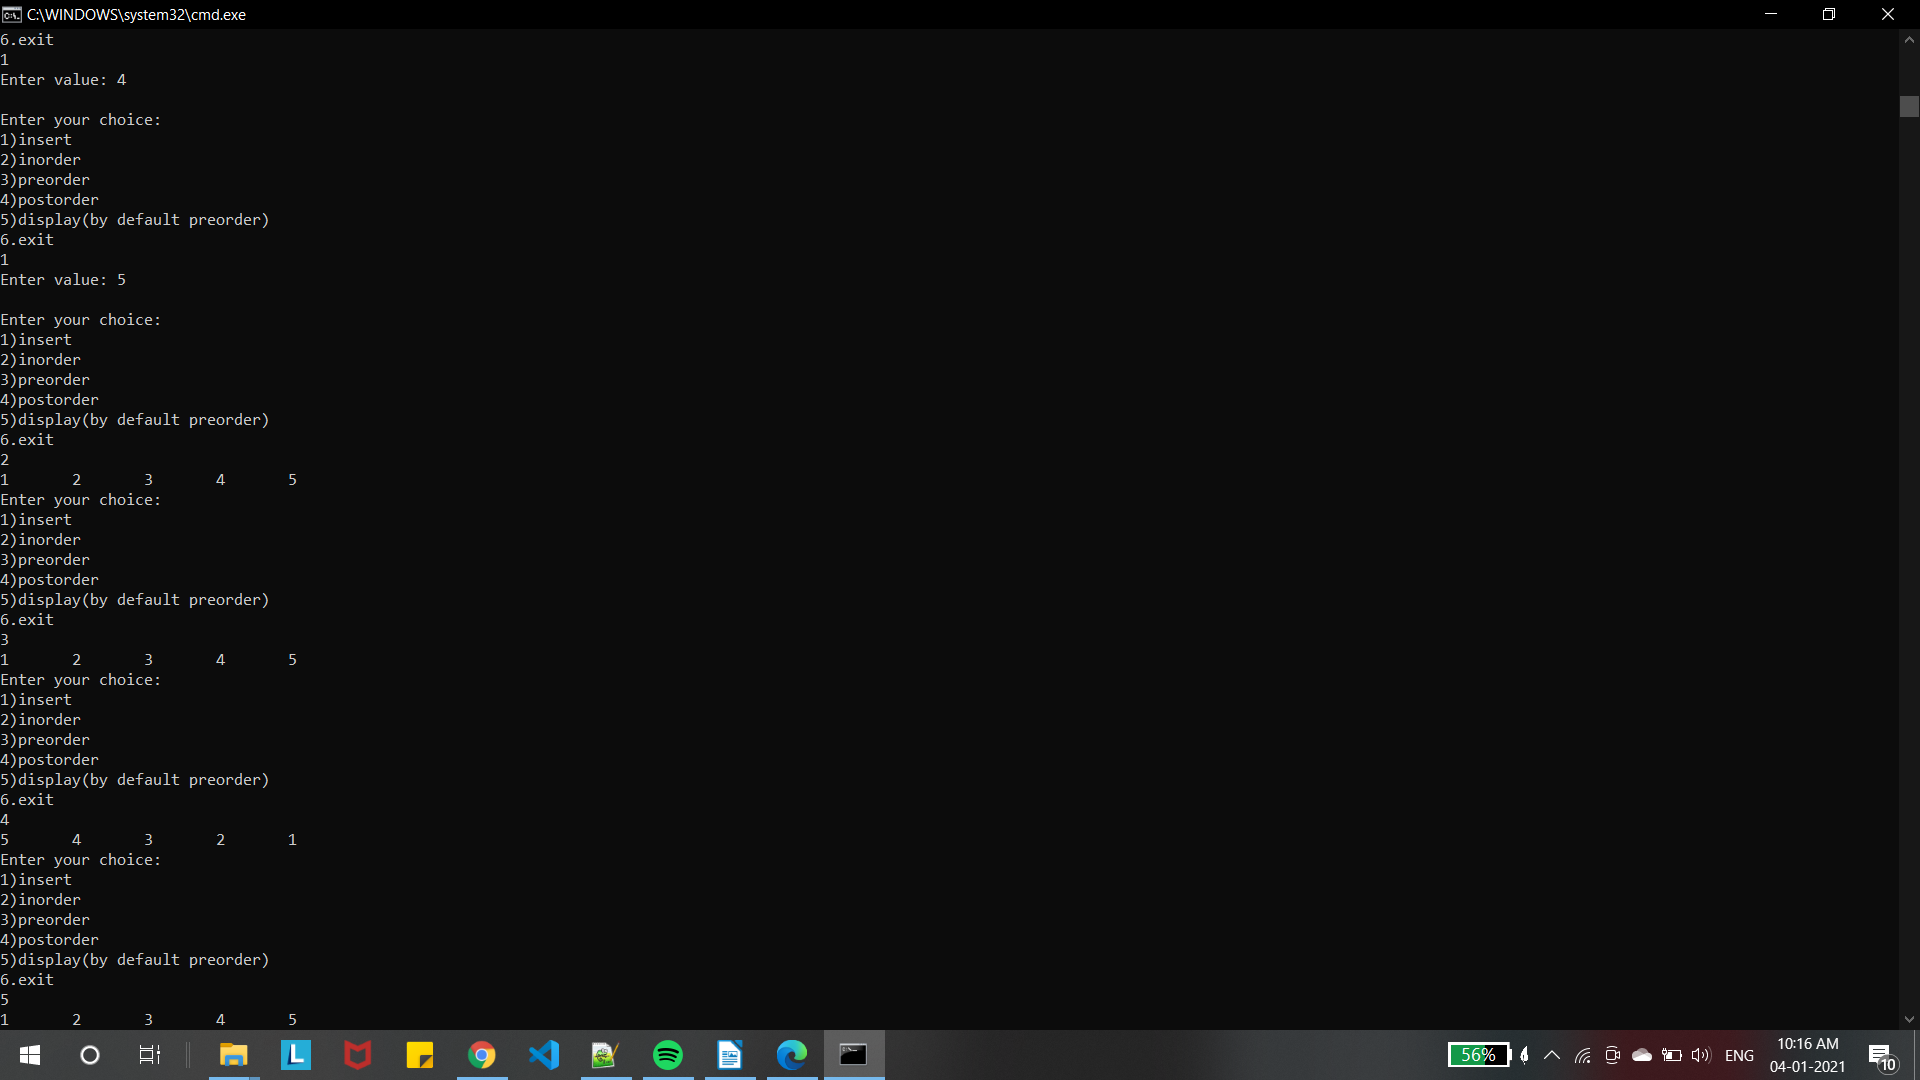 C:\WINDOWS\system32\cmd.exe
6.exit
1
Enter value: 4
Enter your choice:
1)insert
2)inorder
3)preorder
4)postorder
5)display(by default preorder)
6.exit
1
Enter value: 5
Enter your choice:
1)insert
2)inorder
3)preorder
4)postorder
5)display(by default preorder)
6.exit
2
1 2 3 4 5
Enter your choice:
1)insert
2)inorder
3)preorder
4)postorder
5)display(by default preorder)
6.exit
3
1 2 3 4 5
Enter your choice:
1)insert
2)inorder
3)preorder
4)postorder
5)display(by default preorder)
6.exit
4
5 4 3 2 1
Enter your choice:
1)insert
2)inorder
3)preorder
4)postorder
5)display(by default preorder)
6.exit
5
1 2 3 4 5
L
56%
ENG
10:16 AM
04-01-2021
10